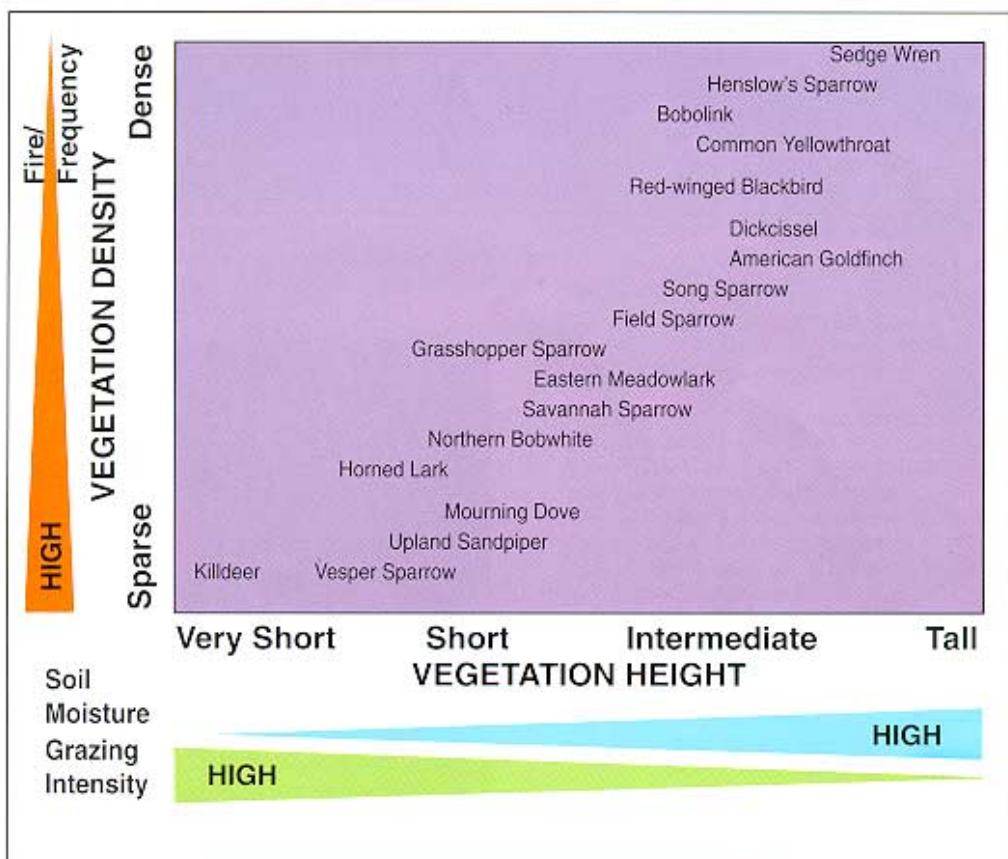 Fire/
Frequency
VEGETATION DENSITY
Dense
Sparse
HIGH
Sedge Wren
Henslow's Sparrow
Bobolink
Common Yellowthroat
Red-winged Blackbird
Dickcissel
American Goldfinch
Song Sparrow
Field Sparrow
Grasshopper Sparrow
Eastern Meadowlark
Savannah Sparrow
Northern Bobwhite
Horned Lark
Mourning Dove
Upland Sandpiper
Killdeer Vesper Sparrow
Very Short Short Intermediate Tall
VEGETATION HEIGHT
Soil
Moisture
HIGH
Grazing
Intensity
HIGH